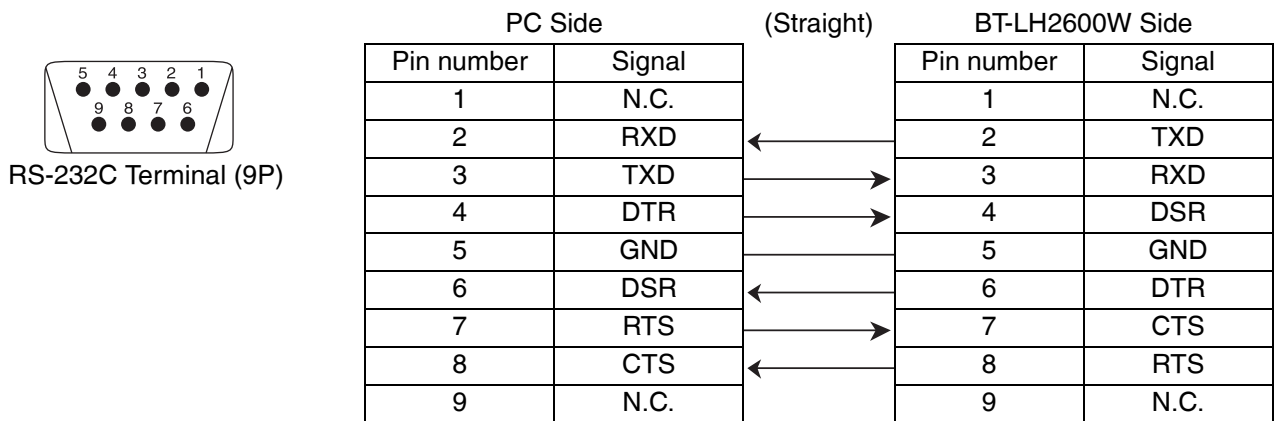 PC Side (Straight) BT-LH2600W Side
Pin number Signal Pin number Signal
5 4 3 2 1
1 N.C. 1 N.C.
9 8 7 6
2 RXD 2 TXD
RS-232C Terminal (9P)
3 TXD 3 RXD
4 DTR 4 DSR
5 GND 5 GND
6 DSR 6 DTR
7 RTS 7 CTS
8 CTS 8 RTS
9 N.C. 9 N.C.